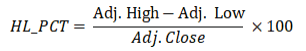 HL_PCT = (Adj. High − Adj. Low) / Adj. Close × 100